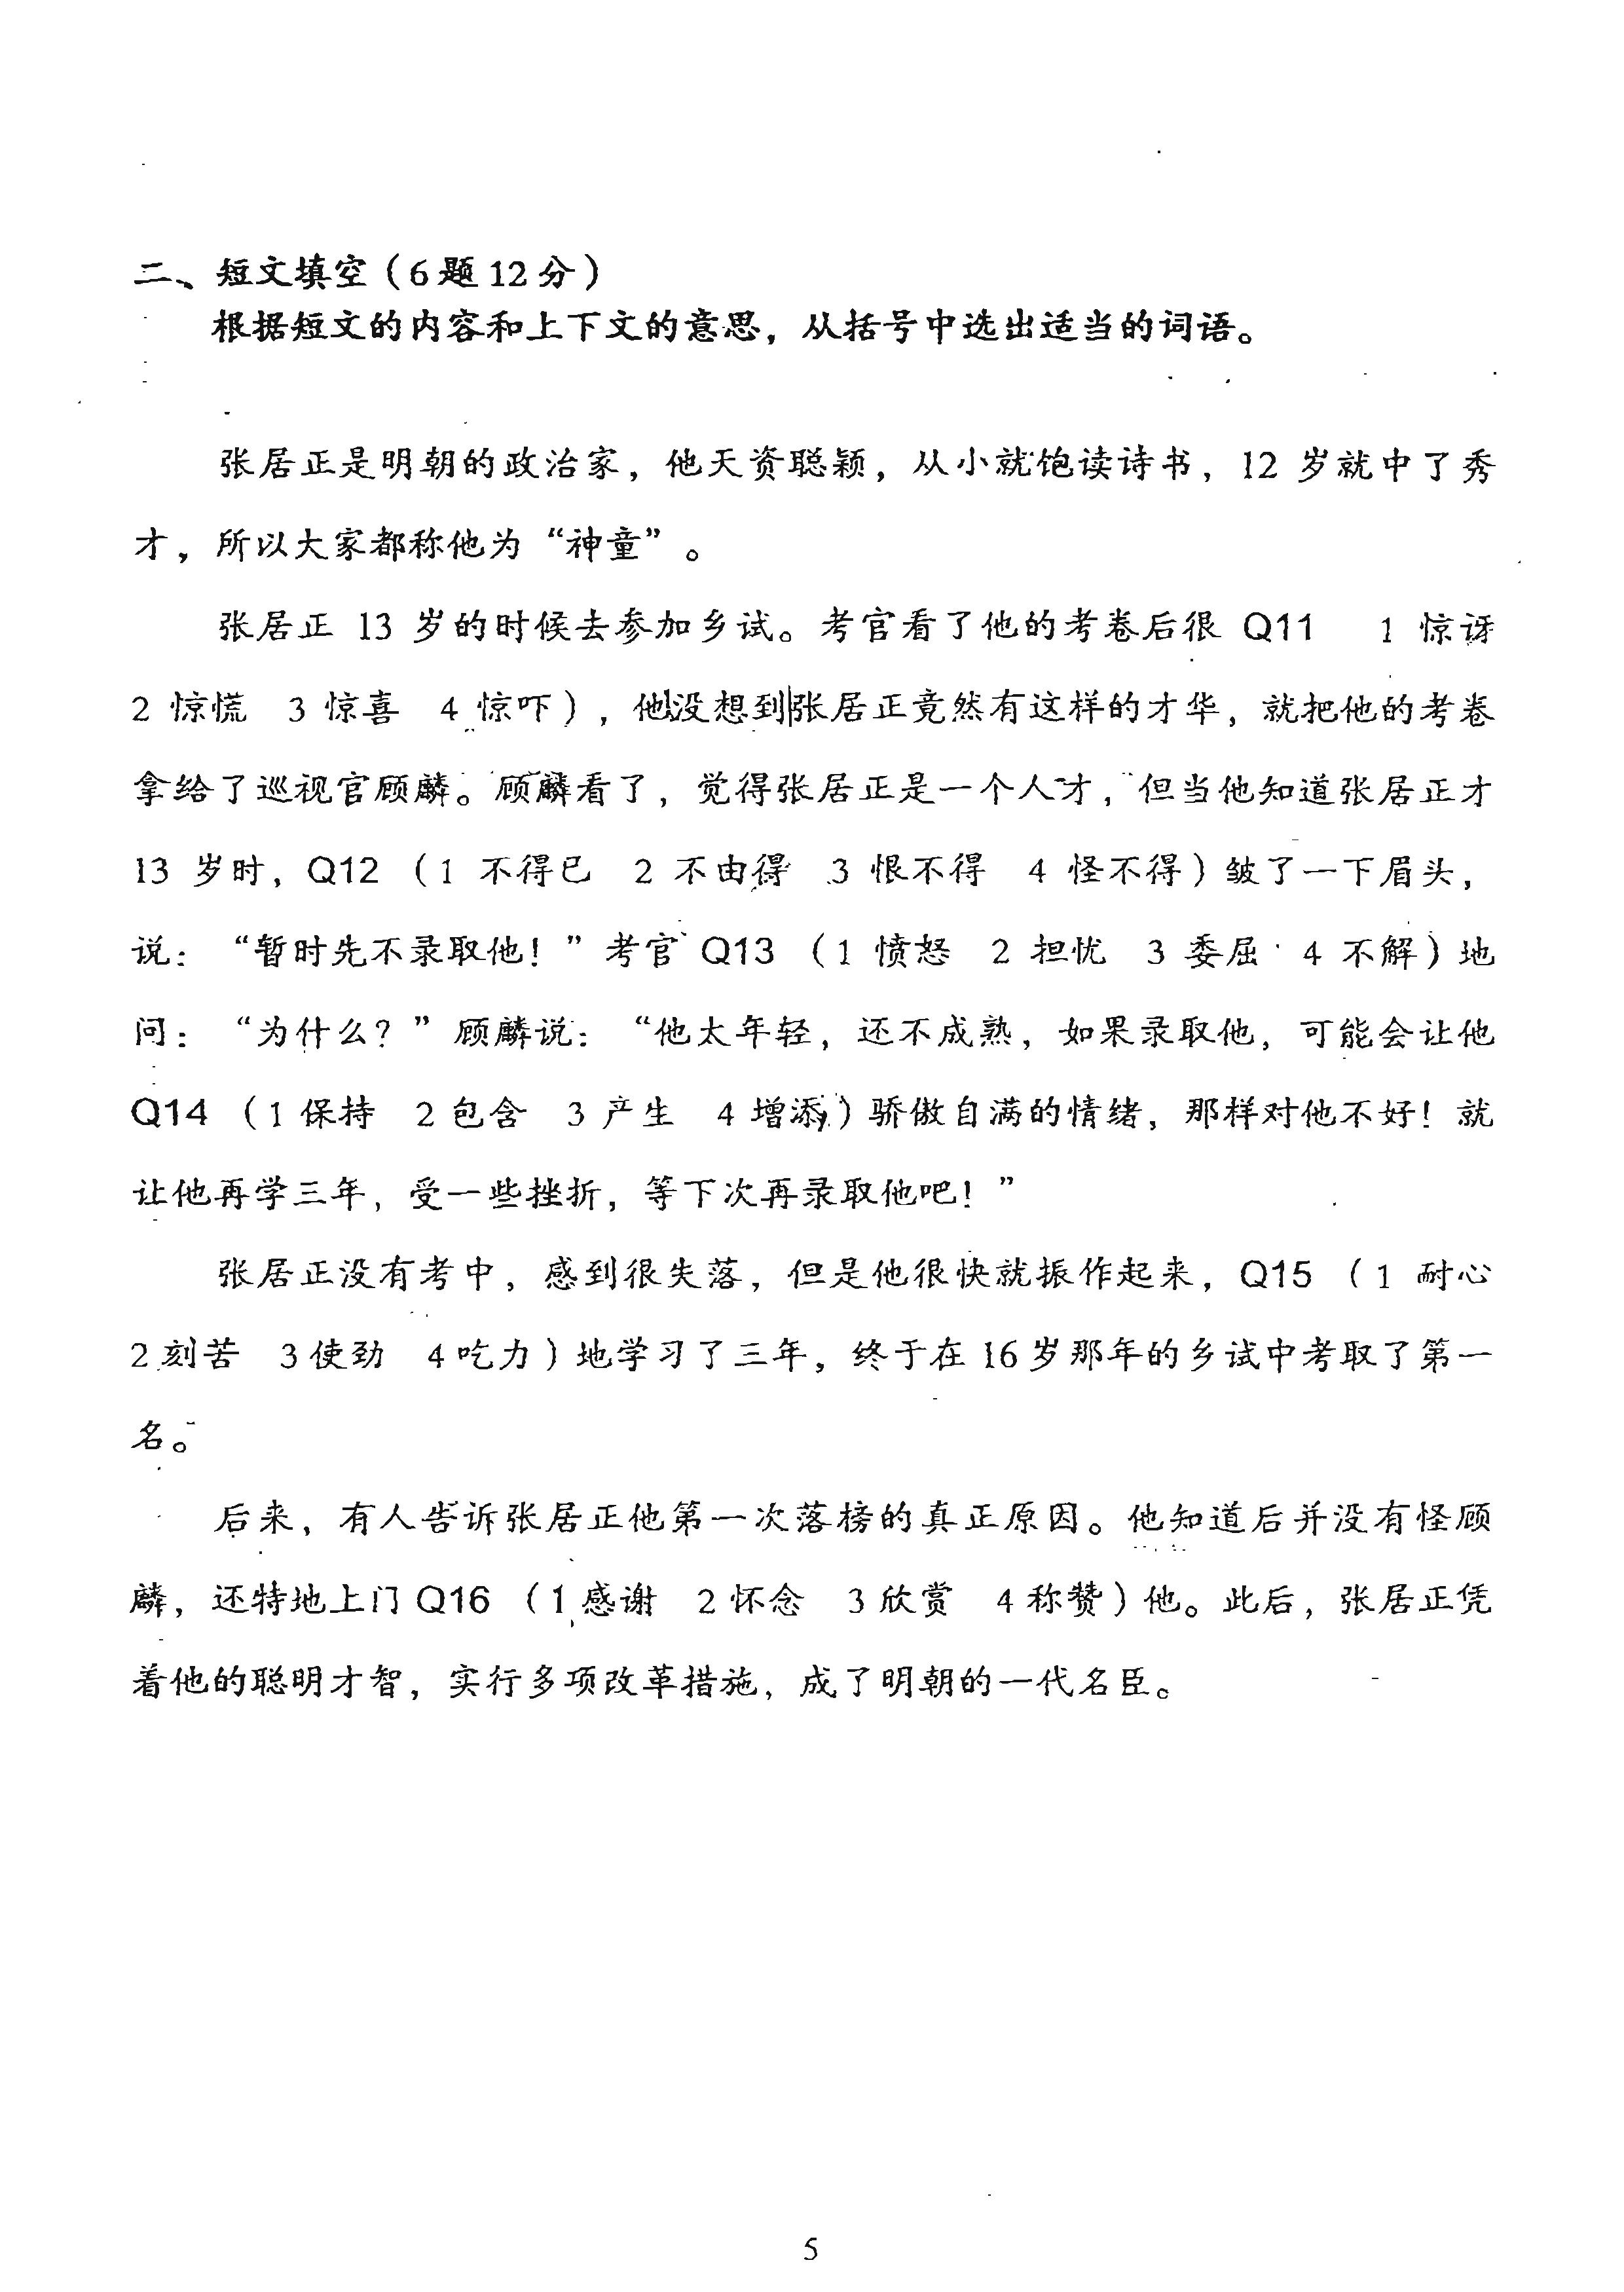 二、短文填空（6题12分）
根据短文的内容和上下文的意思，从括号中选出适当的词语。
张居正是明朝的政治家，他天资聪颖，从小就饱读诗书，12 岁就中了秀
才，所以大家都称他为“神童”。
张居正 13 岁的时候去参加乡试。考官看了他的考卷后很 Q11 1 惊讶
2 惊慌 3 惊喜 4 惊吓），他没想到张居正竟然有这样的才华，就把他的考卷
拿给了巡视官顾麟。顾麟看了，觉得张居正是一个人才，但当他知道张居正才
13 岁时，Q12（1 不得已 2 不由得 3 恨不得 4 怪不得）皱了一下眉头，
说：“暂时先不录取他！”考官 Q13（1 愤怒 2 担忧 3 委屈 4 不解）地
问：“为什么？”顾麟说：“他太年轻，还不成熟，如果录取他，可能会让他
Q14（1 保持 2 包含 3 产生 4 增添）骄傲自满的情绪，那样对他不好！就
让他再学三年，受一些挫折，等下次再录取他吧！”
张居正没有考中，感到很失落，但是他很快就振作起来，Q15（1 耐心
2 刻苦 3 使劲 4 吃力）地学习了三年，终于在 16 岁那年的乡试中考取了第一
名。
后来，有人告诉张居正他第一次落榜的真正原因。他知道后并没有怪顾
麟，还特地上门 Q16（1 感谢 2 怀念 3 欣赏 4 称赞）他。此后，张居正凭
着他的聪明才智，实行多项改革措施，成了明朝的一代名臣。
5